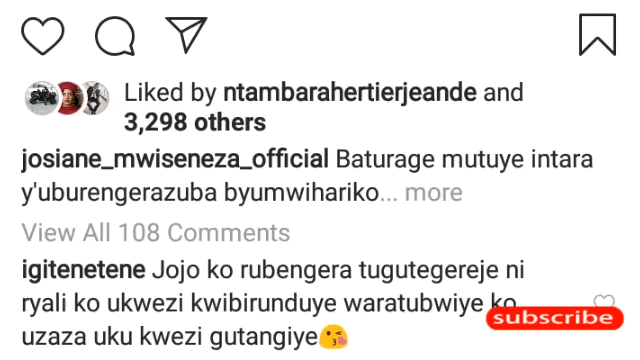 Liked by ntambarahertierjeande and
3,298 others
josiane_mwiseneza_official Baturage mutuye intara
y'uburengerazuba byumwihariko... more
View All 108 Comments
igitenetene Jojo ko rubengera tugutegereje ni
ryali ko ukwezi kwibirunduye waratubwiye ko
uzaza uku kwezi gutangiye😘
subscribe